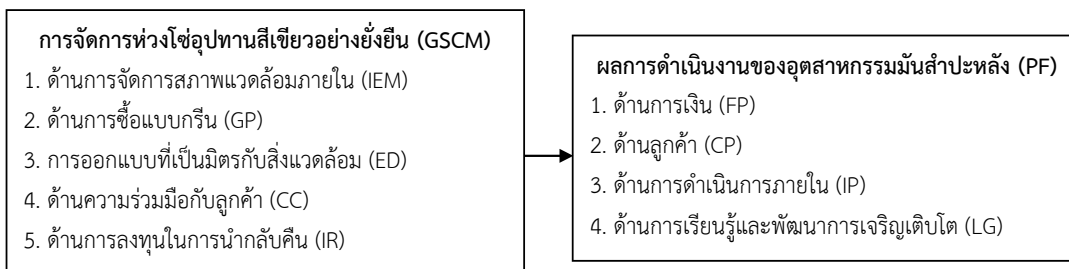 การจัดการห่วงโซ่อุปทานสีเขียวอย่างยั่งยืน (GSCM)
1. ด้านการจัดการสภาพแวดล้อมภายใน (IEM)
2. ด้านการซื้อแบบกรีน (GP)
3. การออกแบบที่เป็นมิตรกับสิ่งแวดล้อม (ED)
4. ด้านความร่วมมือกับลูกค้า (CC)
5. ด้านการลงทุนในการนำกลับคืน (IR)
ผลการดำเนินงานของอุตสาหกรรมมันสำปะหลัง (PF)
1. ด้านการเงิน (FP)
2. ด้านลูกค้า (CP)
3. ด้านการดำเนินการภายใน (IP)
4. ด้านการเรียนรู้และพัฒนาการเจริญเติบโต (LG)